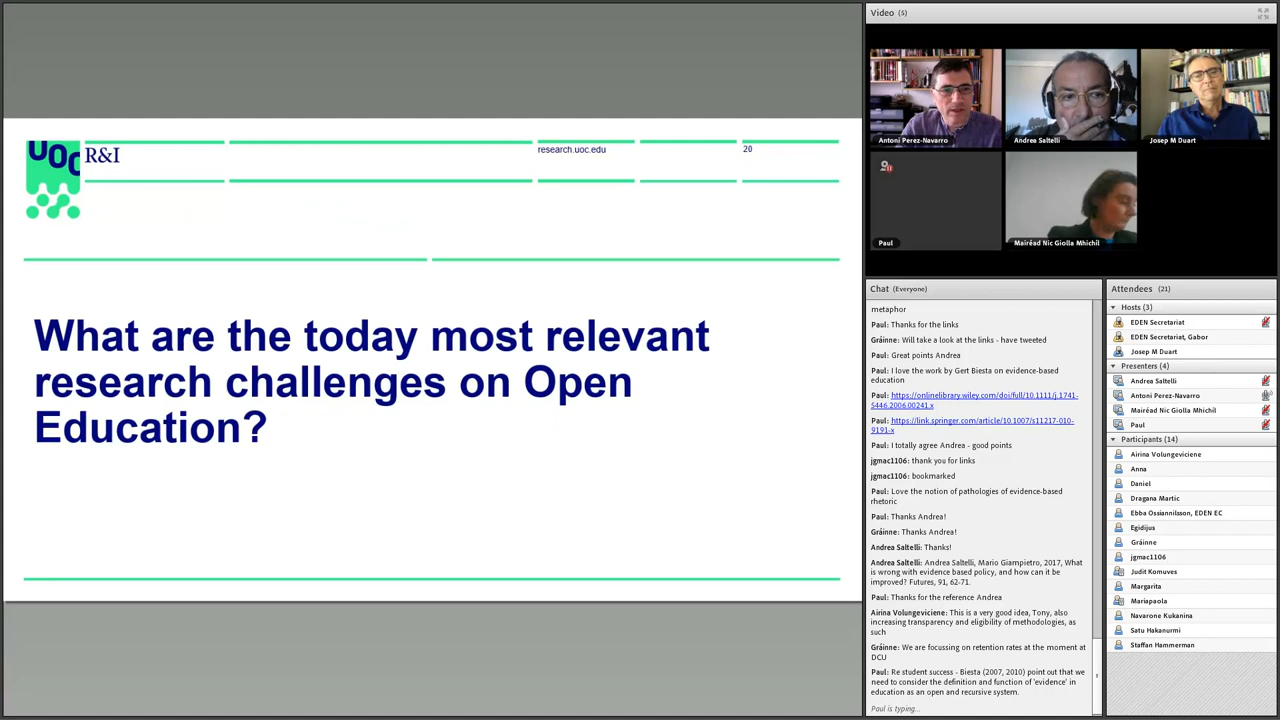 UOC
R&I
research.uoc.edu
20
What are the today most relevant
research challenges on Open
Education?
Video (5)
Antoni Perez-Navarro
Andrea Saltelli
Josep M Duart
Paul
Mairéad Nic Giolla Mhichíl
Chat (Everyone)
metaphor
Paul: Thanks for the links
Gráinne: Will take a look at the links - have tweeted
Paul: Great points Andrea
Paul: I love the work by Gert Biesta on evidence-based
education
Paul: https://onlinelibrary.wiley.com/doi/full/10.1111/j.1741-
5446.2006.00241.x
Paul: https://link.springer.com/article/10.1007/s11217-010-
9191-x
Paul: I totally agree Andrea - good points
jgmac1106: thank you for links
jgmac1106: bookmarked
Paul: Love the notion of pathologies of evidence-based
rhetoric
Paul: Thanks Andrea!
Gráinne: Thanks Andrea!
Andrea Saltelli: Thanks!
Andrea Saltelli: Andrea Saltelli, Mario Giampietro, 2017, What
is wrong with evidence based policy, and how can it be
improved? Futures, 91, 62-71.
Paul: Thanks for the reference Andrea
Airina Volungeviciene: This is a very good idea, Tony, also
increasing transparency and eligibility of methodologies, as
such
Gráinne: We are focussing on retention rates at the moment at
DCU
Paul: Re student success - Biesta (2007, 2010) point out that we
need to consider the definition and function of 'evidence' in
education as an open and recursive system.
Paul is typing...
Attendees (21)
Hosts (3)
EDEN Secretariat
EDEN Secretariat, Gabor
Josep M Duart
Presenters (4)
Andrea Saltelli
Antoni Perez-Navarro
Mairéad Nic Giolla Mhichíl
Paul
Participants (14)
Airina Volungeviciene
Anna
Daniel
Dragana Martic
Ebba Ossiannilsson, EDEN EC
Egidijus
Gráinne
jgmac1106
Judit Komuves
Margarita
Mariapaola
Navarone Kukanina
Satu Hakanurmi
Staffan Hammerman